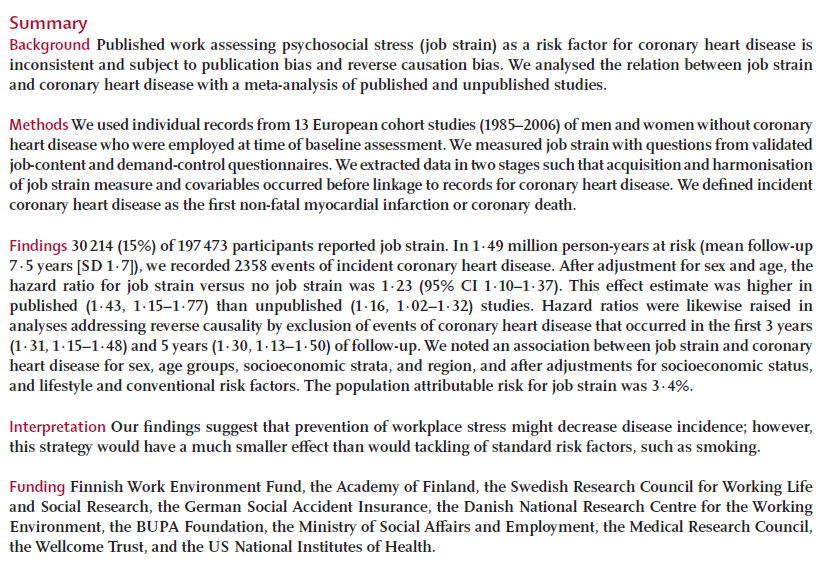 Summary
Background Published work assessing psychosocial stress (job strain) as a risk factor for coronary heart disease is
inconsistent and subject to publication bias and reverse causation bias. We analysed the relation between job strain
and coronary heart disease with a meta-analysis of published and unpublished studies.
Methods We used individual records from 13 European cohort studies (1985–2006) of men and women without coronary
heart disease who were employed at time of baseline assessment. We measured job strain with questions from validated
job-content and demand-control questionnaires. We extracted data in two stages such that acquisition and harmonisation
of job strain measure and covariables occurred before linkage to records for coronary heart disease. We defined incident
coronary heart disease as the first non-fatal myocardial infarction or coronary death.
Findings 30 214 (15%) of 197 473 participants reported job strain. In 1·49 million person-years at risk (mean follow-up
7·5 years [SD 1·7]), we recorded 2358 events of incident coronary heart disease. After adjustment for sex and age, the
hazard ratio for job strain versus no job strain was 1·23 (95% CI 1·10–1·37). This effect estimate was higher in
published (1·43, 1·15–1·77) than unpublished (1·16, 1·02–1·32) studies. Hazard ratios were likewise raised in
analyses addressing reverse causality by exclusion of events of coronary heart disease that occurred in the first 3 years
(1·31, 1·15–1·48) and 5 years (1·30, 1·13–1·50) of follow-up. We noted an association between job strain and coronary
heart disease for sex, age groups, socioeconomic strata, and region, and after adjustments for socioeconomic status,
and lifestyle and conventional risk factors. The population attributable risk for job strain was 3·4%.
Interpretation Our findings suggest that prevention of workplace stress might decrease disease incidence; however,
this strategy would have a much smaller effect than would tackling of standard risk factors, such as smoking.
Funding Finnish Work Environment Fund, the Academy of Finland, the Swedish Research Council for Working Life
and Social Research, the German Social Accident Insurance, the Danish National Research Centre for the Working
Environment, the BUPA Foundation, the Ministry of Social Affairs and Employment, the Medical Research Council,
the Wellcome Trust, and the US National Institutes of Health.